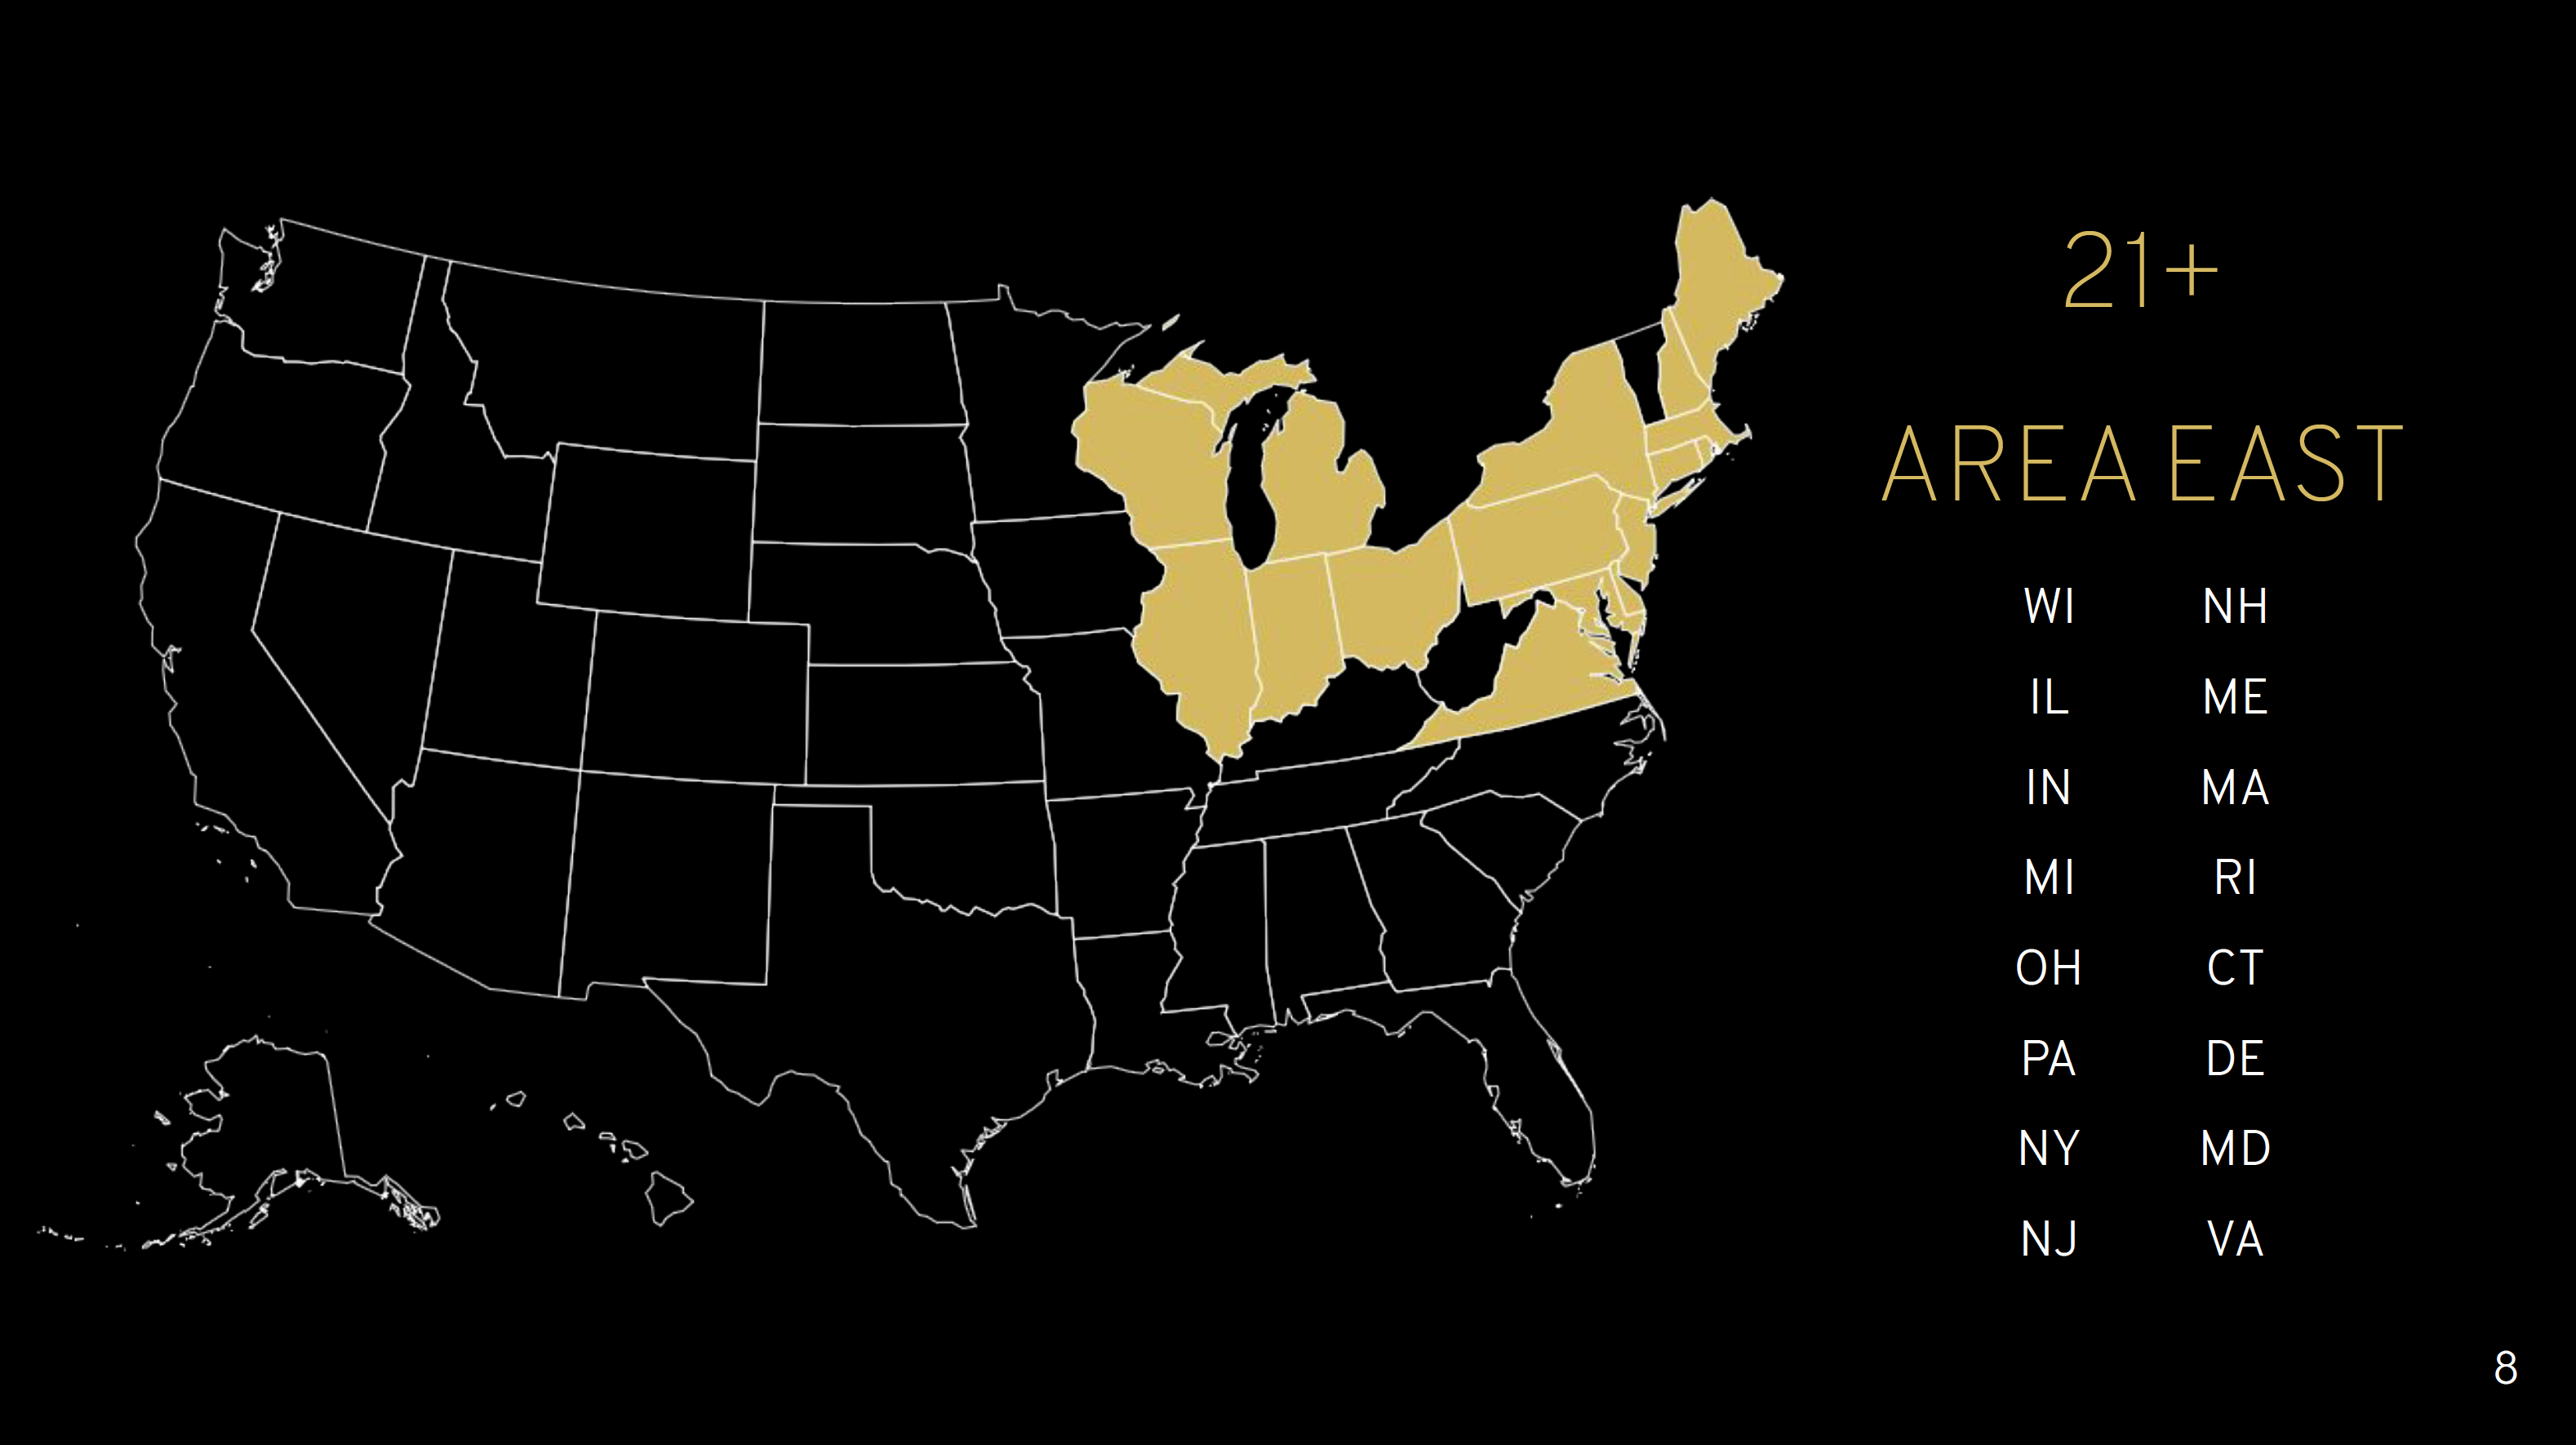 21+
AREA EAST
WI NH
IL ME
IN MA
MI RI
OH CT
PA DE
NY MD
NJ VA
8